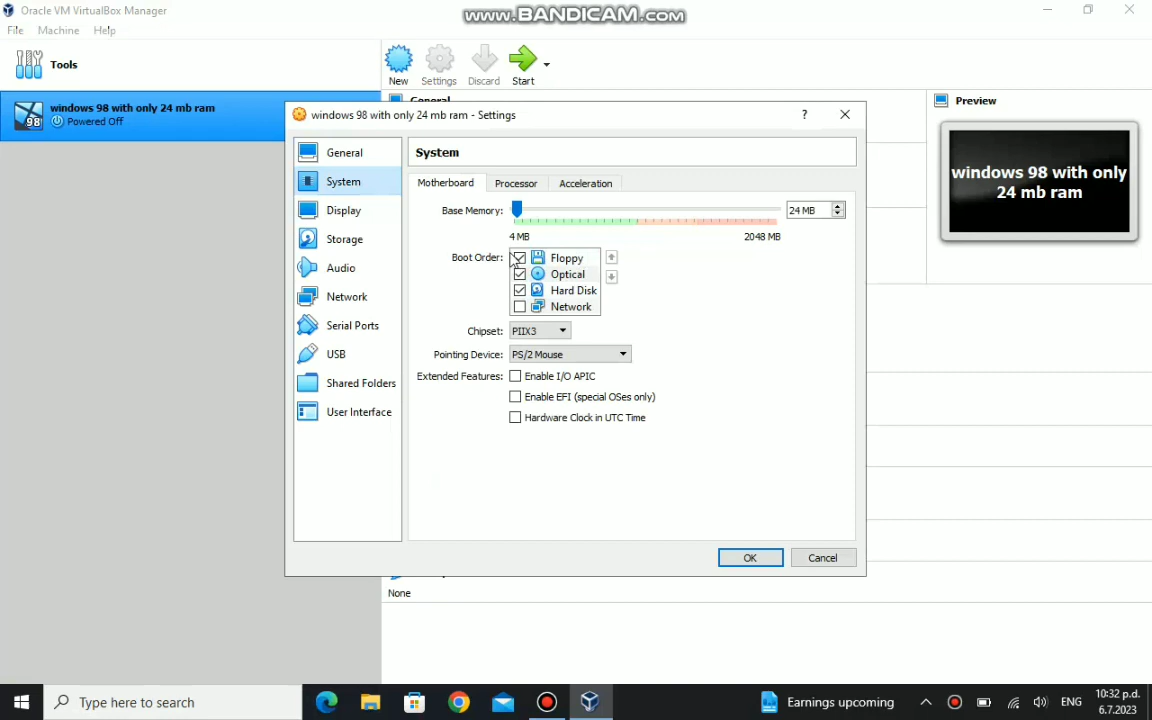 Oracle VM VirtualBox Manager
www.BANDICAM.com
File Machine Help
Tools
New Settings Discard Start
windows 98 with only 24 mb ram
Powered Off
98
General
Preview
windows 98 with only
24 mb ram
windows 98 with only 24 mb ram - Settings
?
General
System
Display
Storage
Audio
Network
Serial Ports
USB
Shared Folders
User Interface
System
Motherboard Processor Acceleration
Base Memory: 24 MB
4 MB 2048 MB
Boot Order: Floppy
Optical
Hard Disk
Network
Chipset: PIIX3
Pointing Device: PS/2 Mouse
Extended Features: Enable I/O APIC
Enable EFI (special OSes only)
Hardware Clock in UTC Time
OK Cancel
None
Type here to search
Earnings upcoming
ENG
10:32 p.d.
6.7.2023